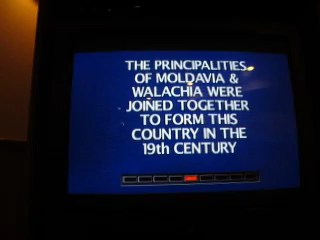 THE PRINCIPALITIES
OF MOLDAVIA &
WALACHIA WERE
JOINED TOGETHER
TO FORM THIS
COUNTRY IN THE
19th CENTURY